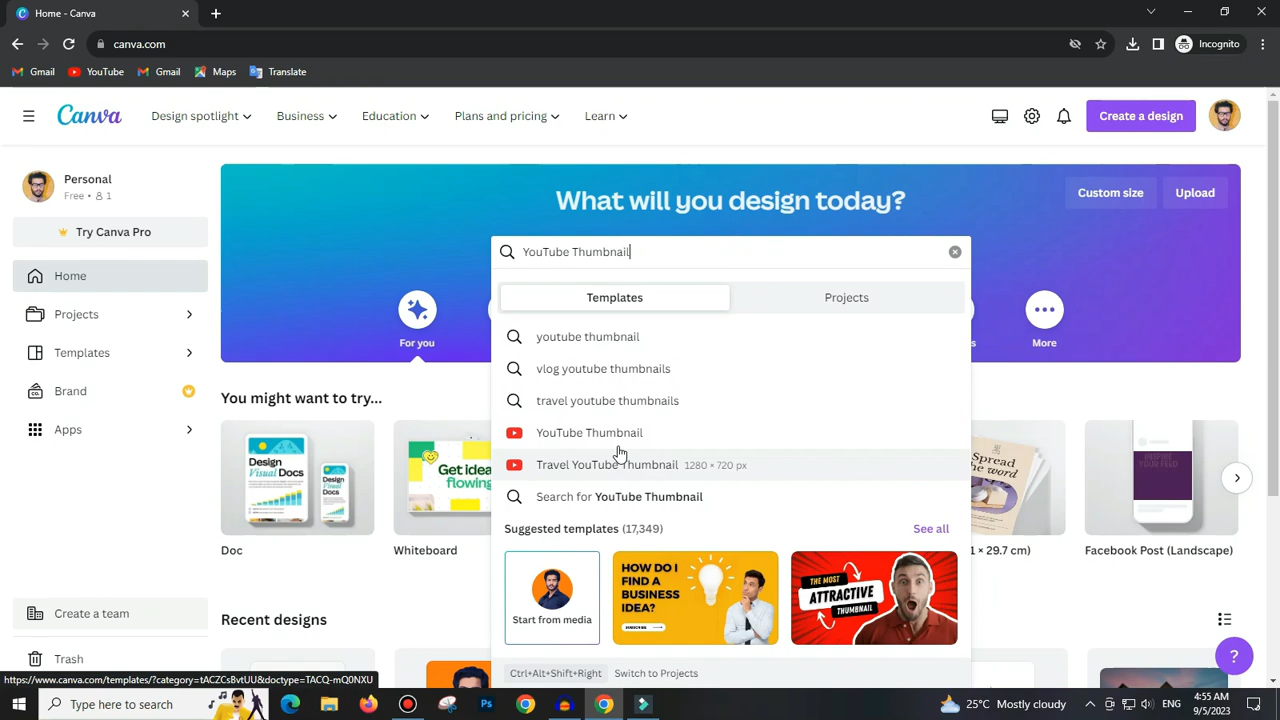 Home - Canva
canva.com
Incognito
Gmail
YouTube
Gmail
Maps
Translate
Canva
Design spotlight
Business
Education
Plans and pricing
Learn
Create a design
Personal
Free • 1
Try Canva Pro
Home
Projects
Templates
Brand
Apps
Create a team
Trash
What will you design today?
Custom size
Upload
YouTube Thumbnail
Templates
Projects
youtube thumbnail
vlog youtube thumbnails
travel youtube thumbnails
YouTube Thumbnail
Travel YouTube Thumbnail 1280 × 720 px
Search for YouTube Thumbnail
Suggested templates (17,349)
See all
Start from media
HOW DO I
FIND A
BUSINESS
IDEA?
SUBSCRIBE
THE MOST
ATTRACTIVE
THUMBNAIL
Ctrl+Alt+Shift+Right
Switch to Projects
For you
More
You might want to try...
Design
Visual Docs
Design
Visual Docs
Doc
Get idea
flowing
Whiteboard
Spread
the word
1 × 29.7 cm)
Facebook Post (Landscape)
Recent designs
?
https://www.canva.com/templates/?category=tACZCsBvtUU&doctype=TACQ-mQ0NXU
Type here to search
Ps
25°C Mostly cloudy
ENG
4:55 AM
9/5/2023